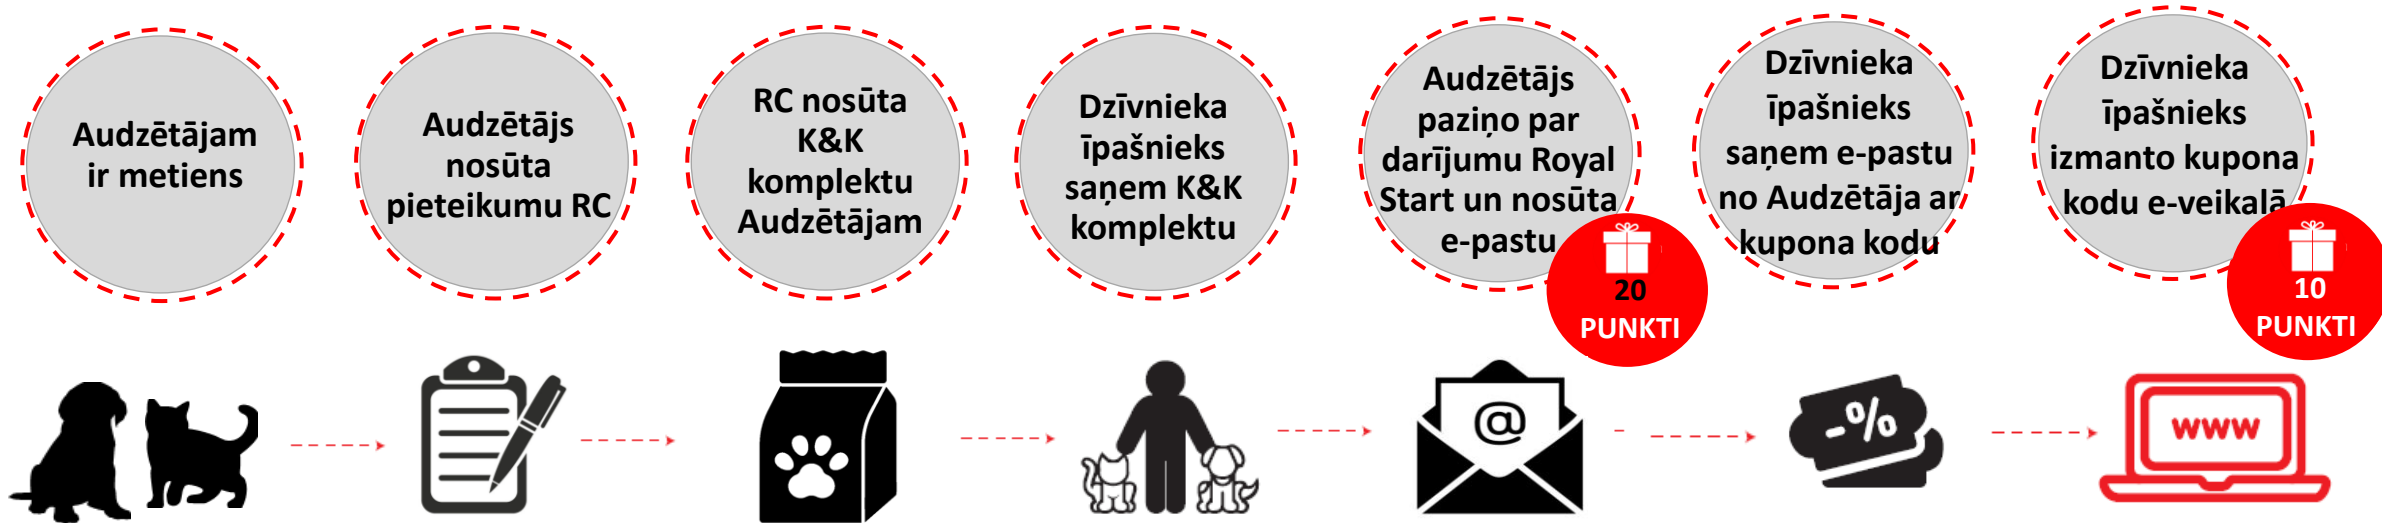 Audzētājam
ir metiens
Audzētājs
nosūta
pieteikumu RC
RC nosūta
K&K
komplektu
Audzētājam
Dzīvnieka
īpašnieks
saņem K&K
komplektu
Audzētājs
paziņo par
darījumu Royal
Start un nosūta
e-pastu
20
PUNKTI
Dzīvnieka
īpašnieks
saņem e-pastu
no Audzētāja ar
kupona kodu
Dzīvnieka
īpašnieks
izmanto kupona
kodu e-veikalā
10
PUNKTI
@
-%
www